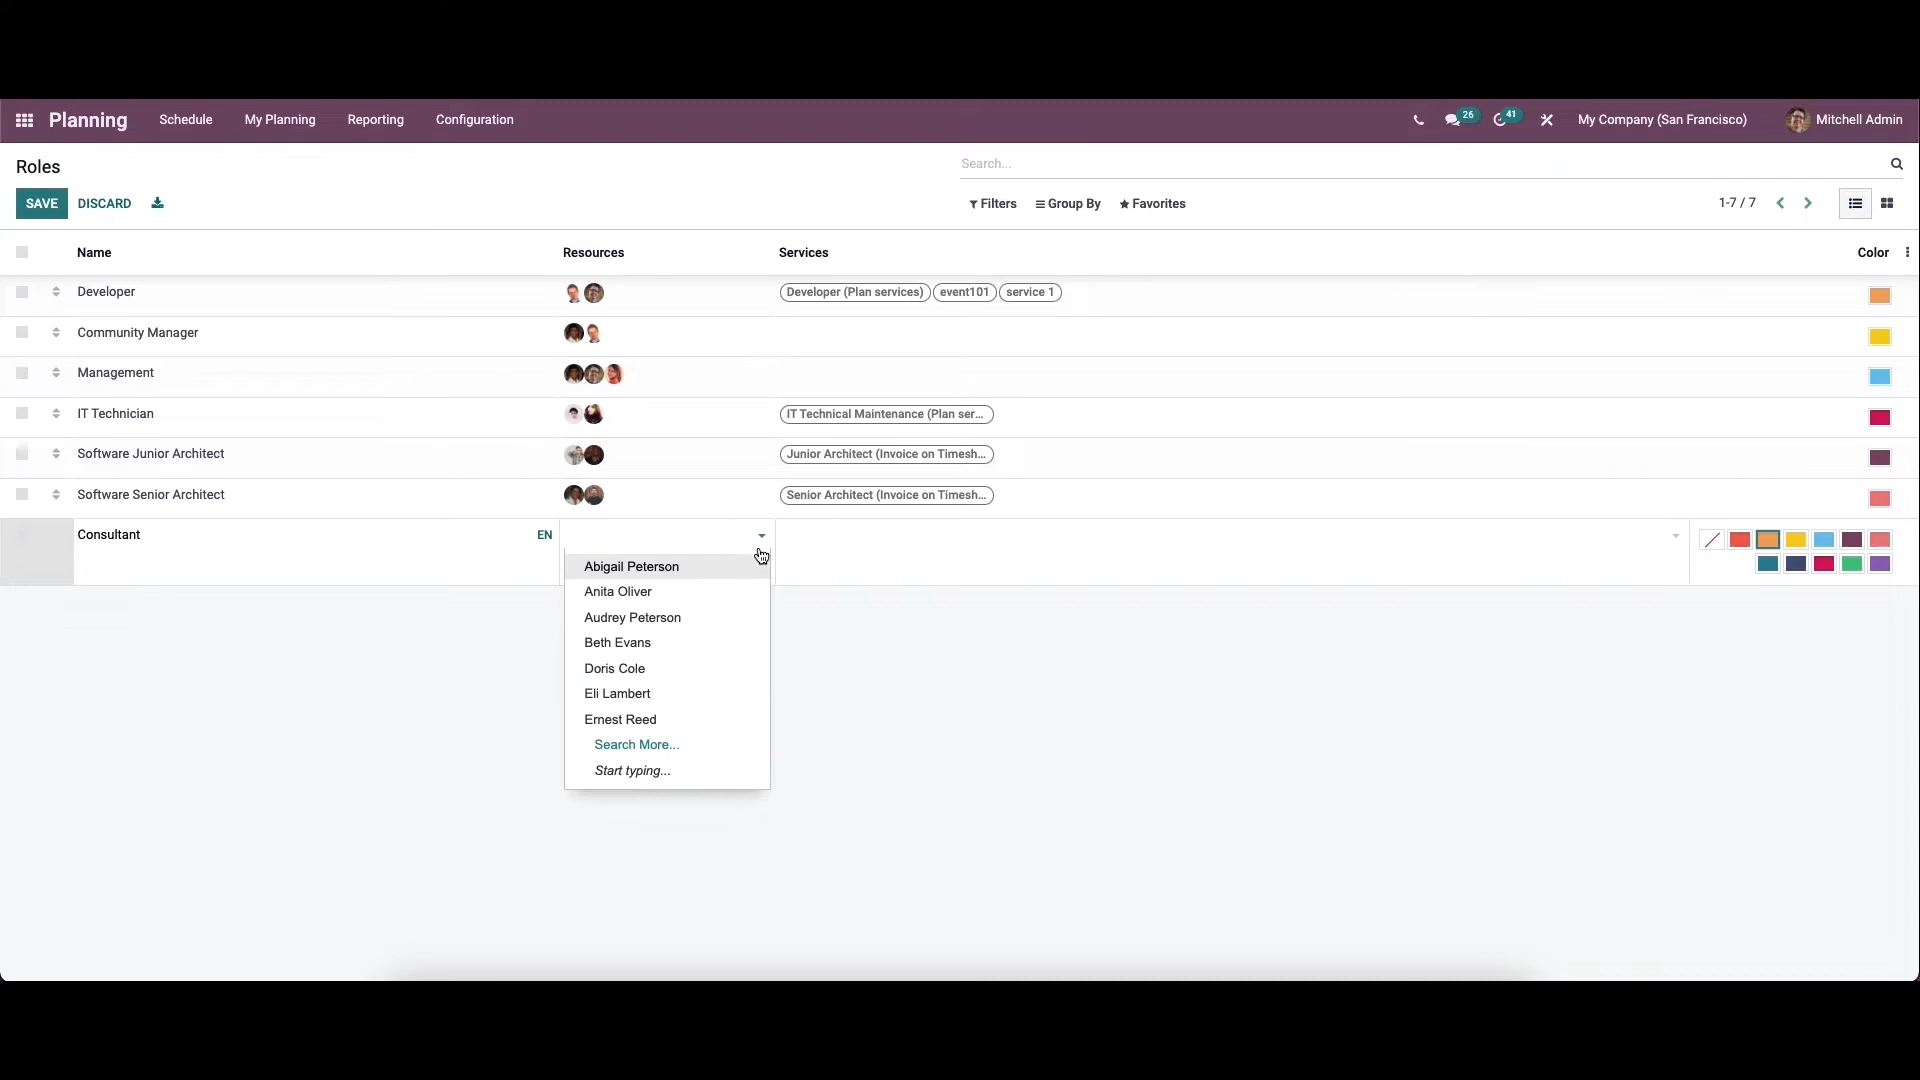 Planning Schedule My Planning Reporting Configuration 26 41 My Company (San Francisco) Mitchell Admin
Roles Search...
SAVE DISCARD Filters Group By Favorites 1-7 / 7
Name Resources Services Color
Developer Developer (Plan services) event101 service 1
Community Manager
Management
IT Technician IT Technical Maintenance (Plan ser...
Software Junior Architect Junior Architect (Invoice on Timesh...
Software Senior Architect Senior Architect (Invoice on Timesh...
Consultant EN
Abigail Peterson
Anita Oliver
Audrey Peterson
Beth Evans
Doris Cole
Eli Lambert
Ernest Reed
Search More...
Start typing...